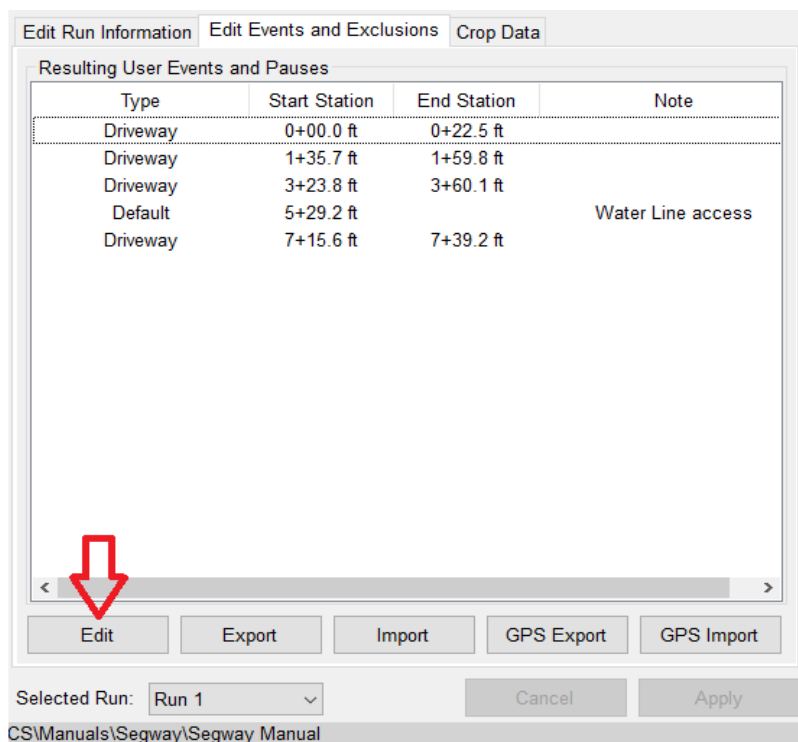 Edit Run Information Edit Events and Exclusions Crop Data
Resulting User Events and Pauses
Type Start Station End Station Note
Driveway 0+00.0 ft 0+22.5 ft
Driveway 1+35.7 ft 1+59.8 ft
Driveway 3+23.8 ft 3+60.1 ft
Default 5+29.2 ft Water Line access
Driveway 7+15.6 ft 7+39.2 ft
Edit Export Import GPS Export GPS Import
Selected Run: Run 1 Cancel Apply
CS\Manuals\Segway\Segway Manual